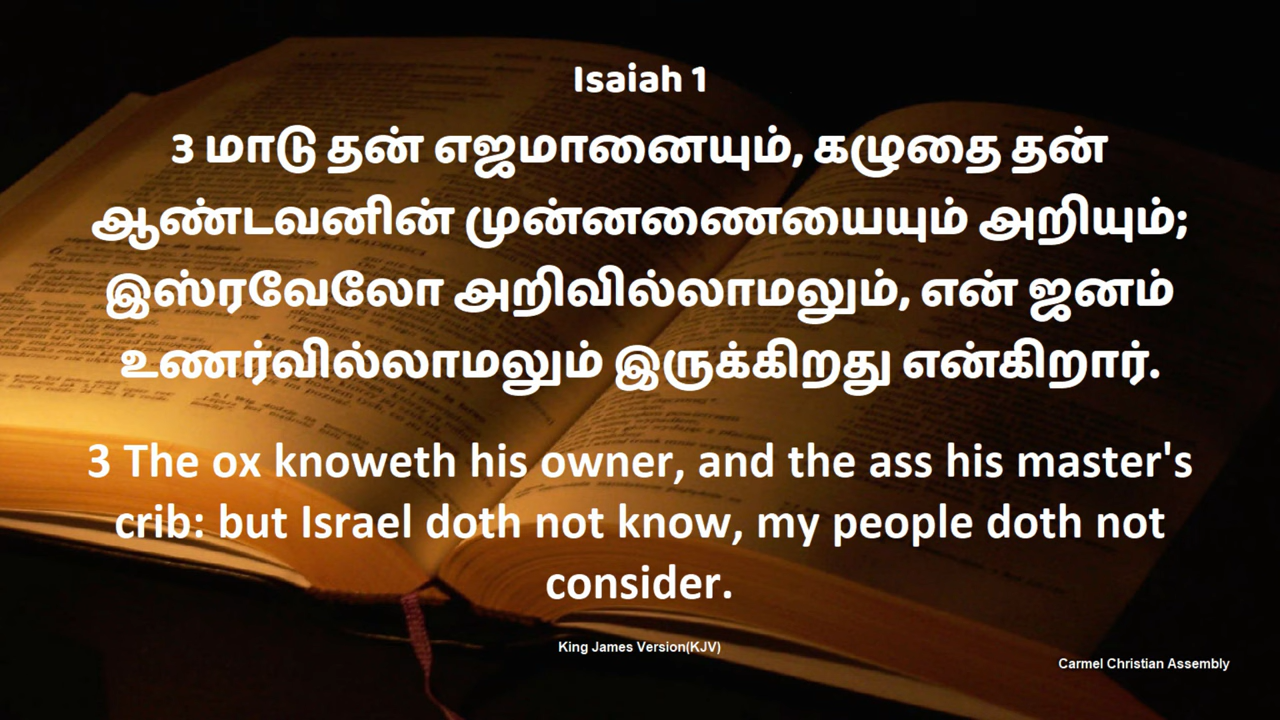 Isaiah 1
3 மாடு தன் எஜமானையும், கழுதை தன்
ஆண்டவனின் முன்னணையையும் அறியும்;
இஸ்ரவேலோ அறிவில்லாமலும், என் ஜனம்
உணர்வில்லாமலும் இருக்கிறது என்கிறார்.
3 The ox knoweth his owner, and the ass his master's
crib: but Israel doth not know, my people doth not
consider.
King James Version(KJV)
Carmel Christian Assembly